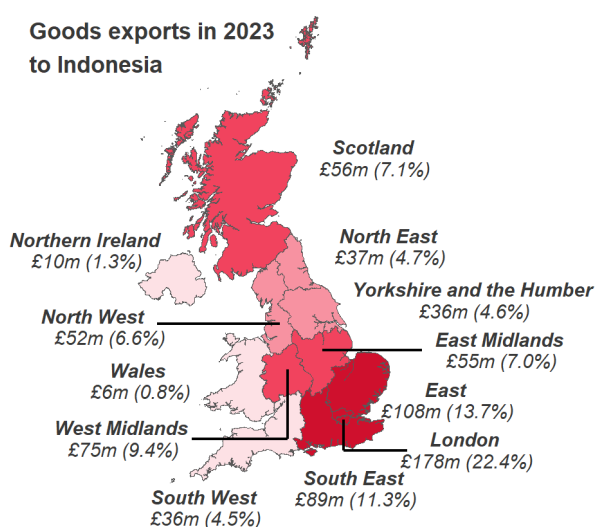 Goods exports in 2023
to Indonesia
Scotland
£56m (7.1%)
Northern Ireland
£10m (1.3%)
North East
£37m (4.7%)
Yorkshire and the Humber
£36m (4.6%)
North West
£52m (6.6%)
East Midlands
£55m (7.0%)
Wales
£6m (0.8%)
East
£108m (13.7%)
West Midlands
£75m (9.4%)
London
£178m (22.4%)
South East
£89m (11.3%)
South West
£36m (4.5%)